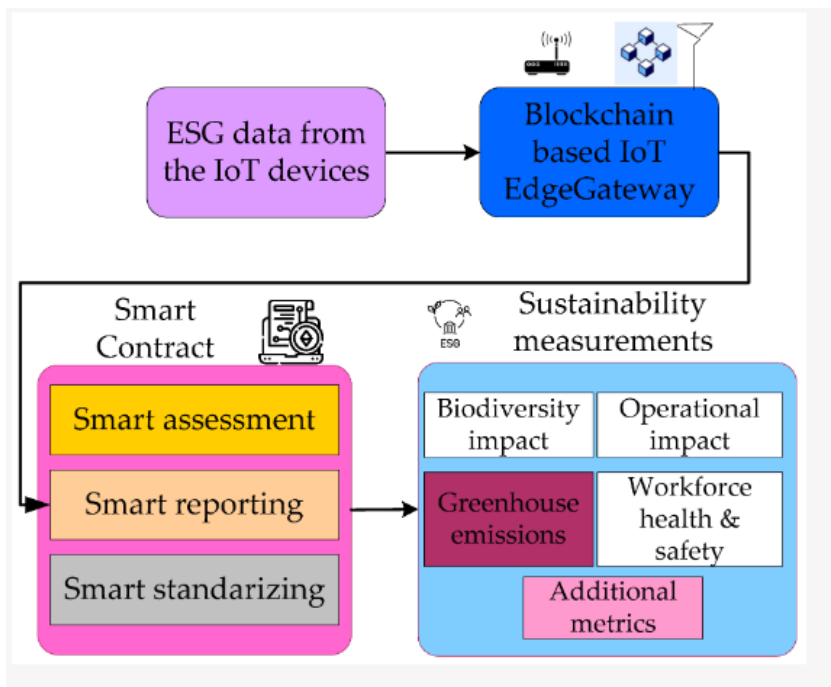 ESG data from
the IoT devices
Blockchain
based IoT
EdgeGateway
Smart
Contract
Smart assessment
Smart reporting
Smart standarizing
ESG
Sustainability
measurements
Biodiversity
impact
Operational
impact
Greenhouse
emissions
Workforce
health &
safety
Additional
metrics